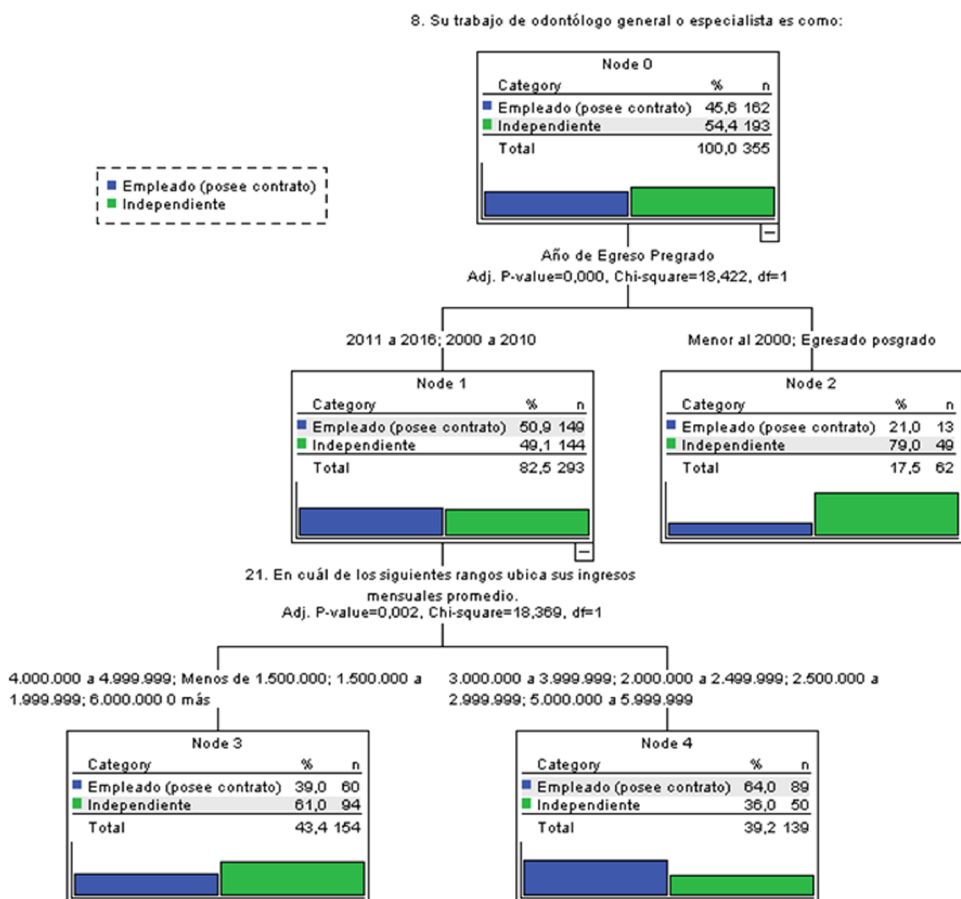 8. Su trabajo de odontólogo general o especialista es como:
Node 0
Category % n
Empleado (posee contrato) 45,6 162
Independiente 54,4 193
Total 100,0 355
Empleado (posee contrato)
Independiente
Año de Egreso Pregrado
Adj. P-value=0,000, Chi-square=18,422, df=1
2011 a 2016; 2000 a 2010
Menor al 2000; Egresado posgrado
Node 1
Category % n
Empleado (posee contrato) 50,9 149
Independiente 49,1 144
Total 82,5 293
Node 2
Category % n
Empleado (posee contrato) 21,0 13
Independiente 79,0 49
Total 17,5 62
21. En cuál de los siguientes rangos ubica sus ingresos
mensuales promedio.
Adj. P-value=0,002, Chi-square=18,369, df=1
4.000.000 a 4.999.999; Menos de 1.500.000; 1.500.000 a
1.999.999; 6.000.000 0 más
3.000.000 a 3.999.999; 2.000.000 a 2.499.999; 2.500.000 a
2.999.999; 5.000.000 a 5.999.999
Node 3
Category % n
Empleado (posee contrato) 39,0 60
Independiente 61,0 94
Total 43,4 154
Node 4
Category % n
Empleado (posee contrato) 64,0 89
Independiente 36,0 50
Total 39,2 139